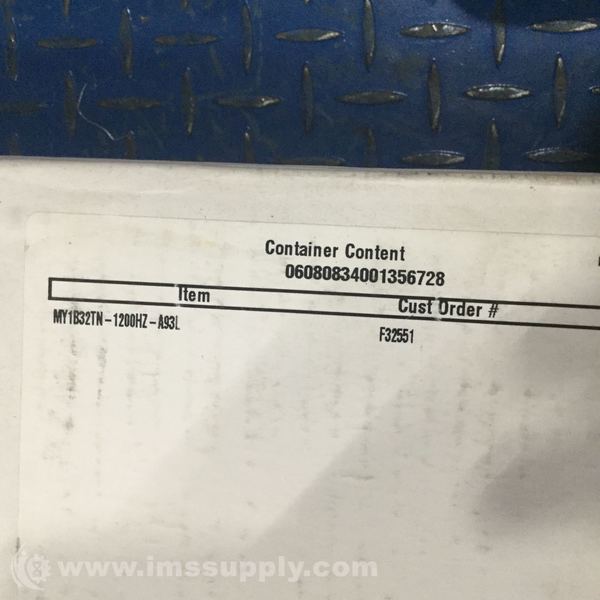 Container Content
06080834001356728
Item Cust Order #
MY1B32TN-1200HZ-A93L F32551
www.imssupply.com